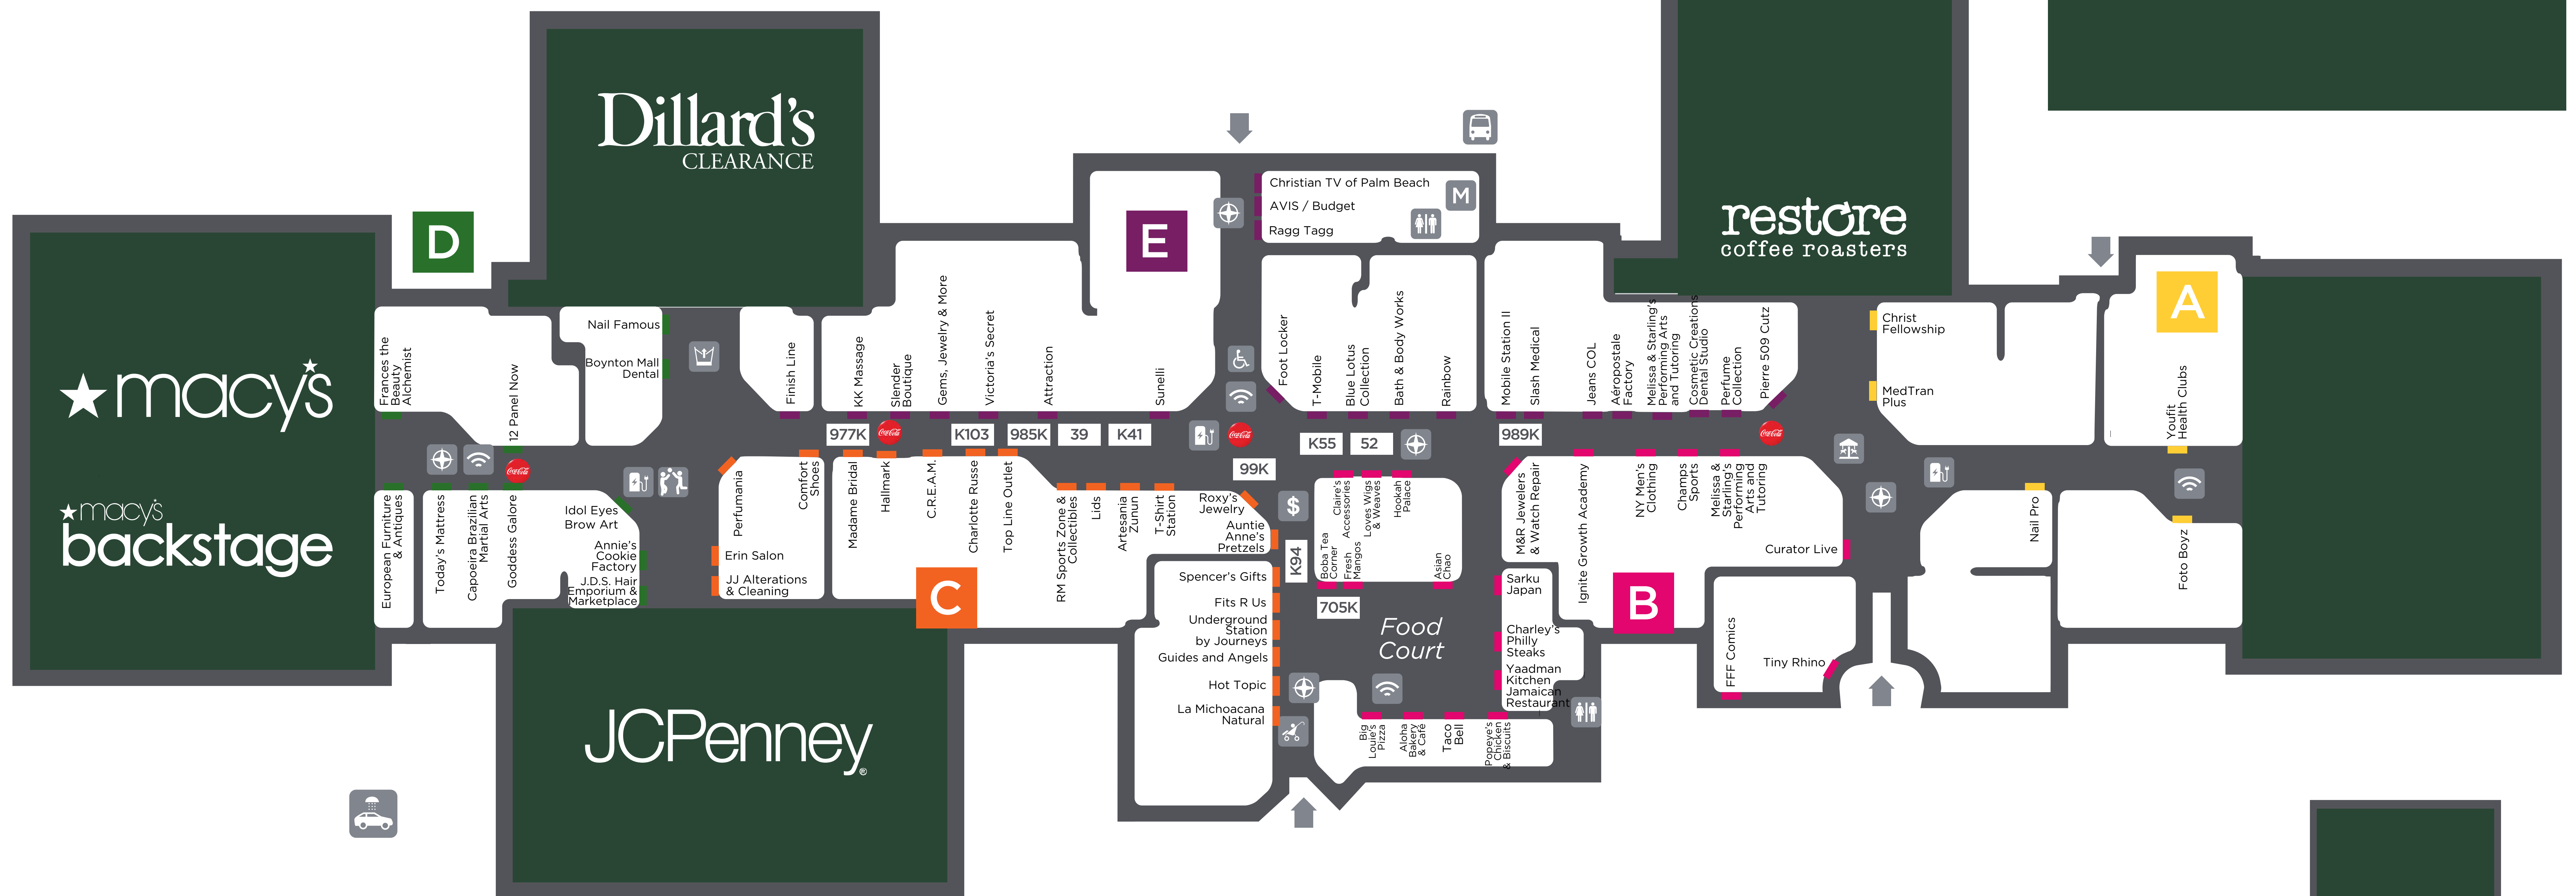 Dillard's
CLEARANCE
D
E
Christian TV of Palm Beach
M
AVIS / Budget
Ragg Tagg
restore
coffee roasters
A
macy's
macy's
backstage
JCPenney
®
Frances the
Beauty
Alchemist
12 Panel Now
Nail Famous
Boynton Mall
Dental
Finish Line
KK Massage
Slender
Boutique
Gems, Jewelry & More
Victoria's Secret
Attraction
Sunelli
Foot Locker
T-Mobile
Blue Lotus
Collection
Bath & Body Works
Rainbow
Mobile Station II
Slash Medical
Jeans COL
Aéropostale
Factory
Melissa & Starling's
Performing Arts
and Tutoring
Cosmetic Creations
Dental Studio
Perfume
Collection
Pierre 509 Cutz
Christ
Fellowship
MedTran
Plus
Youfit
Health Clubs
977K
Coca-Cola
K103
985K
39
K41
Coca-Cola
K55
52
989K
Coca-Cola
Coca-Cola
99K
$
K94
705K
European Furniture
& Antiques
Today's Mattress
Capoeira Brazilian
Martial Arts
Goddess Galore
Idol Eyes
Brow Art
Annie's
Cookie
Factory
J.D.S. Hair
Emporium &
Marketplace
Perfumania
Comfort
Shoes
Erin Salon
JJ Alterations
& Cleaning
Madame Bridal
Hallmark
C.R.E.A.M.
Charlotte Russe
Top Line Outlet
C
RM Sports Zone &
Collectibles
Lids
Artesania
Zunun
T-Shirt
Station
Roxy's
Jewelry
Auntie
Anne's
Pretzels
Spencer's Gifts
Fits R Us
Underground
Station
by Journeys
Guides and Angels
Hot Topic
La Michoacana
Natural
Claire's
Accessories
Loves Wigs
& Weaves
Hookah
Palace
Boba Tea
Corner
Fresh
Mangos
Asian
Chao
Food
Court
Big
Louie's
Pizza
Aloha
Bakery
& Cafe
Taco
Bell
Popeye's
Chicken
& Biscuits
Sarku
Japan
Charley's
Philly
Steaks
Yaadman
Kitchen
Jamaican
Restaurant
M&R Jewelers
& Watch Repair
Ignite Growth Academy
NY Men's
Clothing
Champs
Sports
Melissa &
Starling's
Performing
Arts and
Tutoring
Curator Live
B
FFF Comics
Tiny Rhino
Nail Pro
Foto Boyz